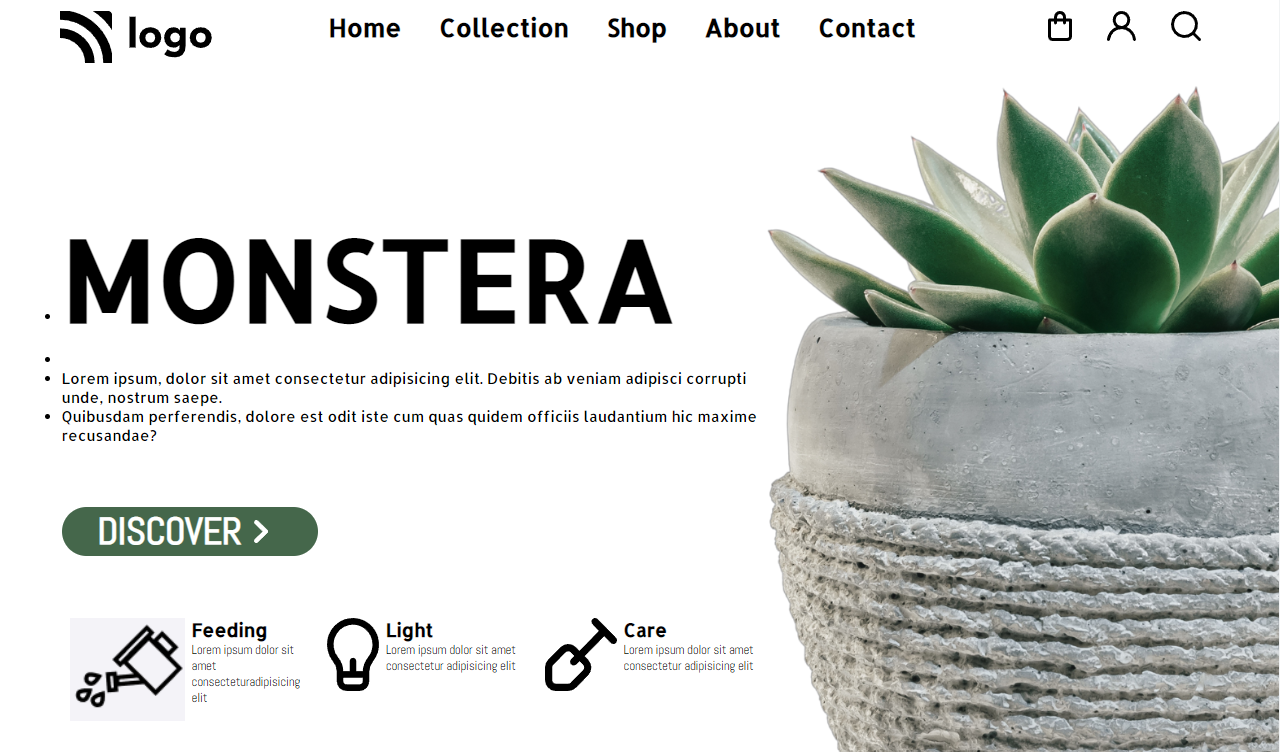 logo
Home Collection Shop About Contact
MONSTERA
Lorem ipsum, dolor sit amet consectetur adipisicing elit. Debitis ab veniam adipisci corrupti
unde, nostrum saepe.
Quibusdam perferendis, dolore est odit iste cum quas quidem officiis laudantium hic maxime
recusandae?
DISCOVER >
Feeding
Lorem ipsum dolor sit
amet
consecteturadipisicing
elit
Light
Lorem ipsum dolor sit amet
consectetur adipisicing elit
Care
Lorem ipsum dolor sit amet
consectetur adipisicing elit